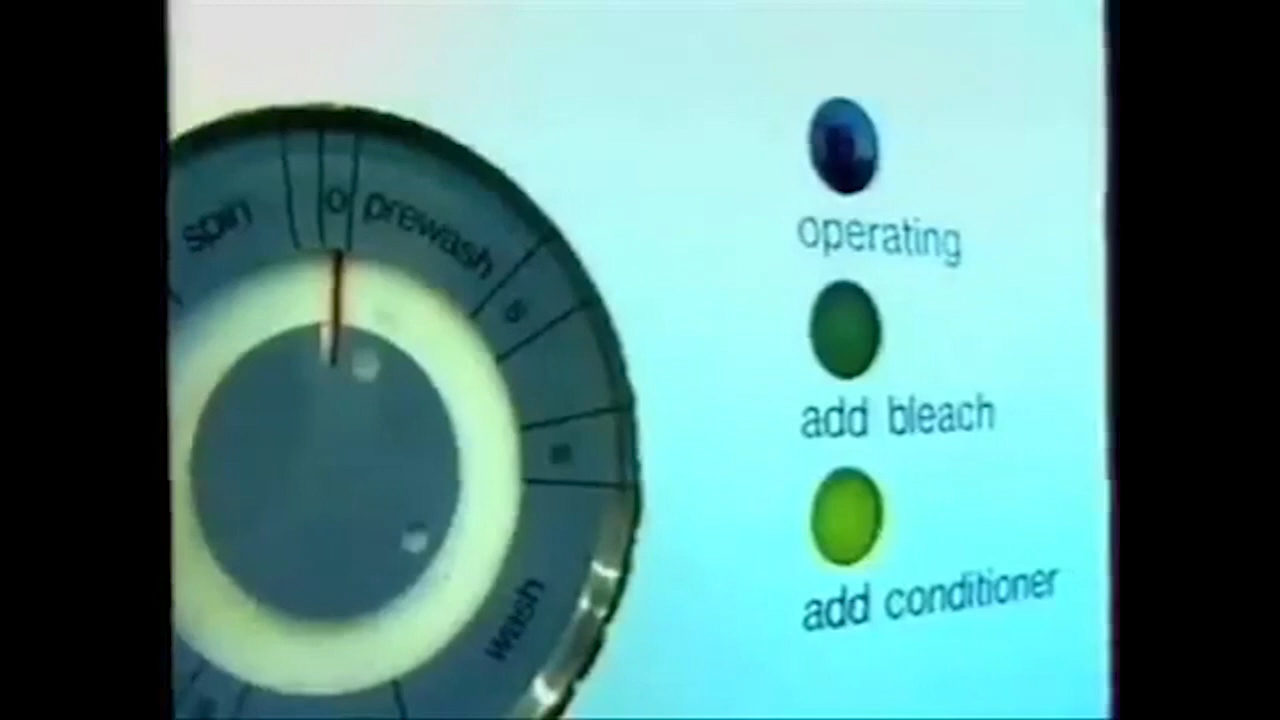 spin
O
prewash
operating
add bleach
wash
add conditioner